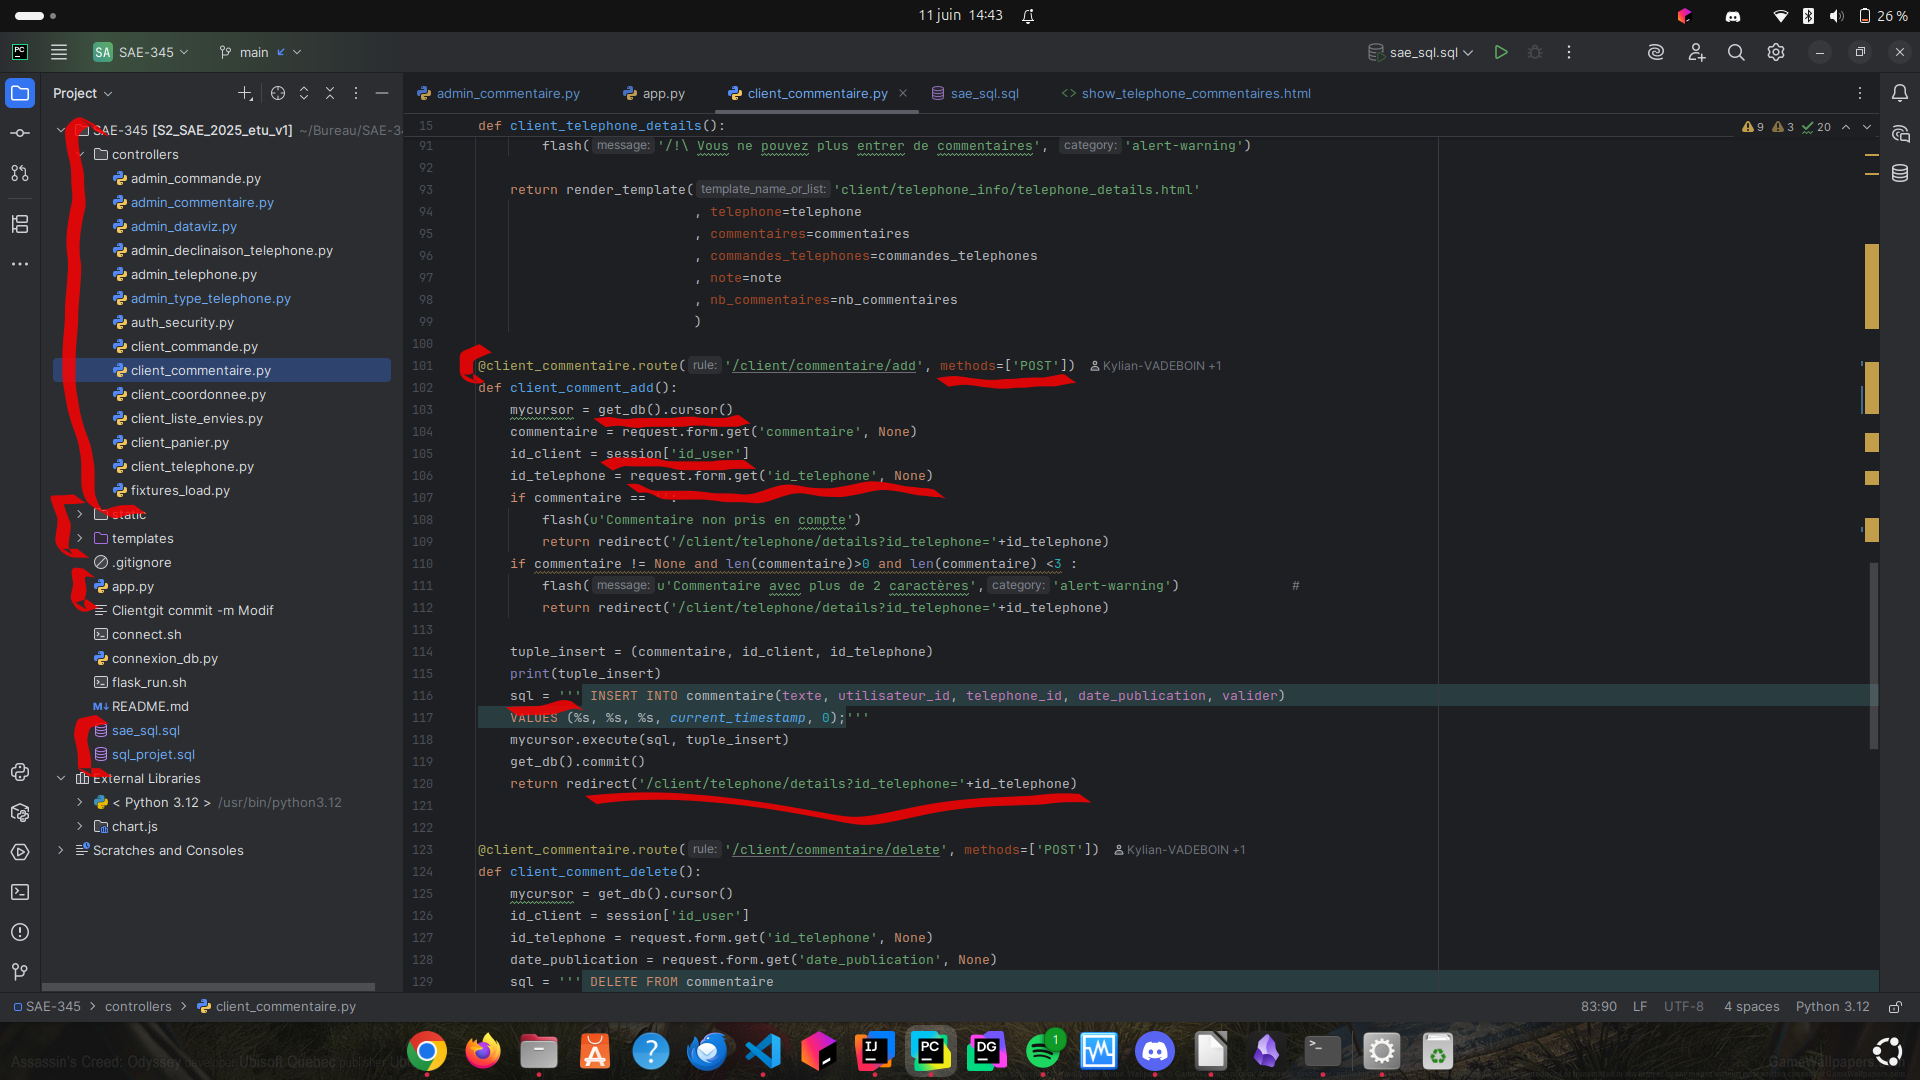 11 juin 14:43
26 %
PC
SA SAE-345
main
sae_sql.sql
Project
admin_commentaire.py
app.py
client_commentaire.py
sae_sql.sql
<> show_telephone_commentaires.html
SAE-345 [S2_SAE_2025_etu_v1] ~/Bureau/SAE-3
controllers
admin_commande.py
admin_commentaire.py
admin_dataviz.py
admin_declinaison_telephone.py
admin_telephone.py
admin_type_telephone.py
auth_security.py
client_commande.py
client_commentaire.py
client_coordonnee.py
client_liste_envies.py
client_panier.py
client_telephone.py
fixtures_load.py
static
templates
.gitignore
app.py
Clientgit commit -m Modif
connect.sh
connexion_db.py
flask_run.sh
M↓ README.md
sae_sql.sql
sql_projet.sql
External Libraries
< Python 3.12 > /usr/bin/python3.12
chart.js
Scratches and Consoles
9 3 20
15 def client_telephone_details():
91 flash( message: '/!\ Vous ne pouvez plus entrer de commentaires', category: 'alert-warning')
92
93 return render_template( template_name_or_list: 'client/telephone_info/telephone_details.html'
94 , telephone=telephone
95 , commentaires=commentaires
96 , commandes_telephones=commandes_telephones
97 , note=note
98 , nb_commentaires=nb_commentaires
99 )
100
101 @client_commentaire.route( rule: '/client/commentaire/add', methods=['POST']) Kylian-VADEBOIN +1
102 def client_comment_add():
103 mycursor = get_db().cursor()
104 commentaire = request.form.get('commentaire', None)
105 id_client = session['id_user']
106 id_telephone = request.form.get('id_telephone', None)
107 if commentaire == '':
108 flash(u'Commentaire non pris en compte')
109 return redirect('/client/telephone/details?id_telephone='+id_telephone)
110 if commentaire != None and len(commentaire)>0 and len(commentaire) <3 :
111 flash( message: u'Commentaire avec plus de 2 caractères', category: 'alert-warning') #
112 return redirect('/client/telephone/details?id_telephone='+id_telephone)
113
114 tuple_insert = (commentaire, id_client, id_telephone)
115 print(tuple_insert)
116 sql = ''' INSERT INTO commentaire(texte, utilisateur_id, telephone_id, date_publication, valider)
117 VALUES (%s, %s, %s, current_timestamp, 0);'''
118 mycursor.execute(sql, tuple_insert)
119 get_db().commit()
120 return redirect('/client/telephone/details?id_telephone='+id_telephone)
121
122
123 @client_commentaire.route( rule: '/client/commentaire/delete', methods=['POST']) Kylian-VADEBOIN +1
124 def client_comment_delete():
125 mycursor = get_db().cursor()
126 id_client = session['id_user']
127 id_telephone = request.form.get('id_telephone', None)
128 date_publication = request.form.get('date_publication', None)
129 sql = ''' DELETE FROM commentaire
SAE-345 > controllers > client_commentaire.py
83:90 LF UTF-8 4 spaces Python 3.12
Assassin's Creed: Odyssey developer Ubisoft Quebec publisher Ub
IJ
PC
DG
1
GameWallpapers